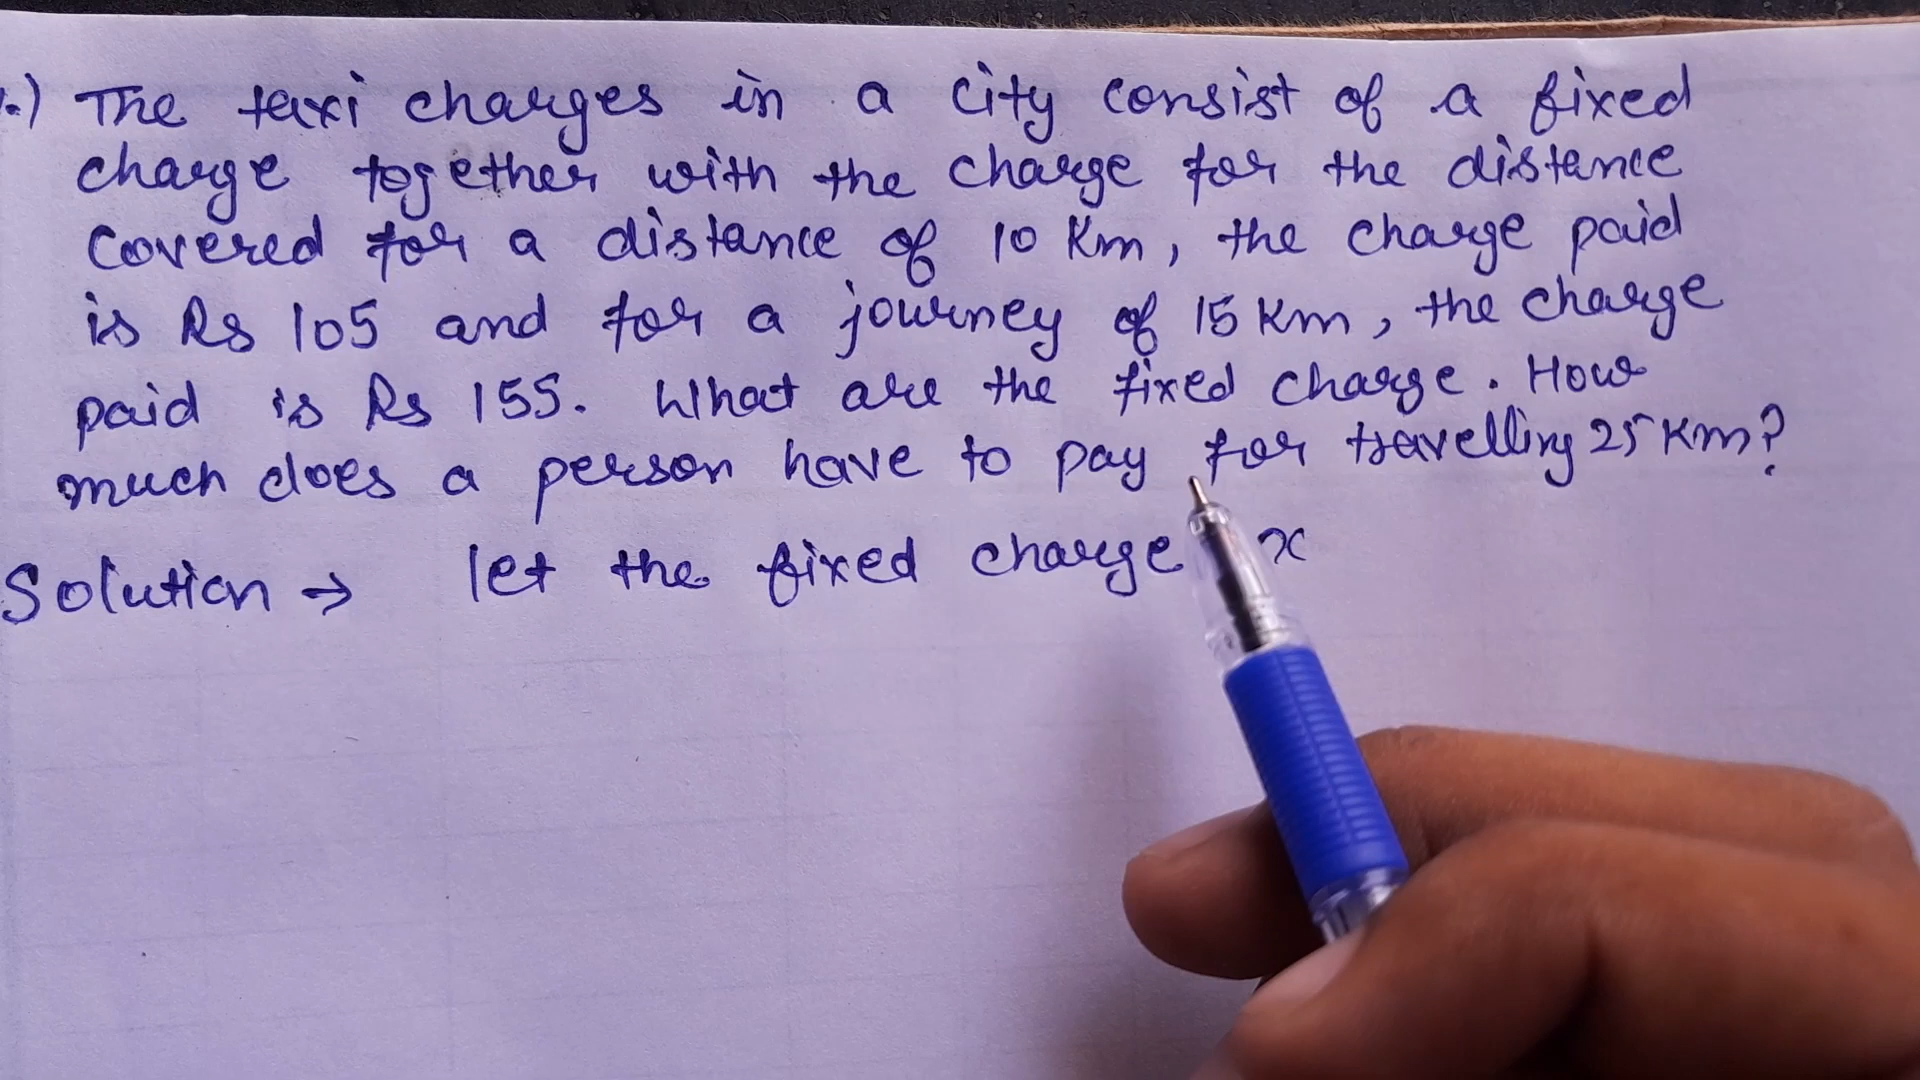 1.) The taxi charges in a city consist of a fixed
charge together with the charge for the distance
covered for a distance of 10 Km, the charge paid
is Rs 105 and for a journey of 15 Km, the charge
paid is Rs 155. What are the fixed charge. How
much does a person have to pay for travelling 25 Km?
Solution → let the fixed charge x